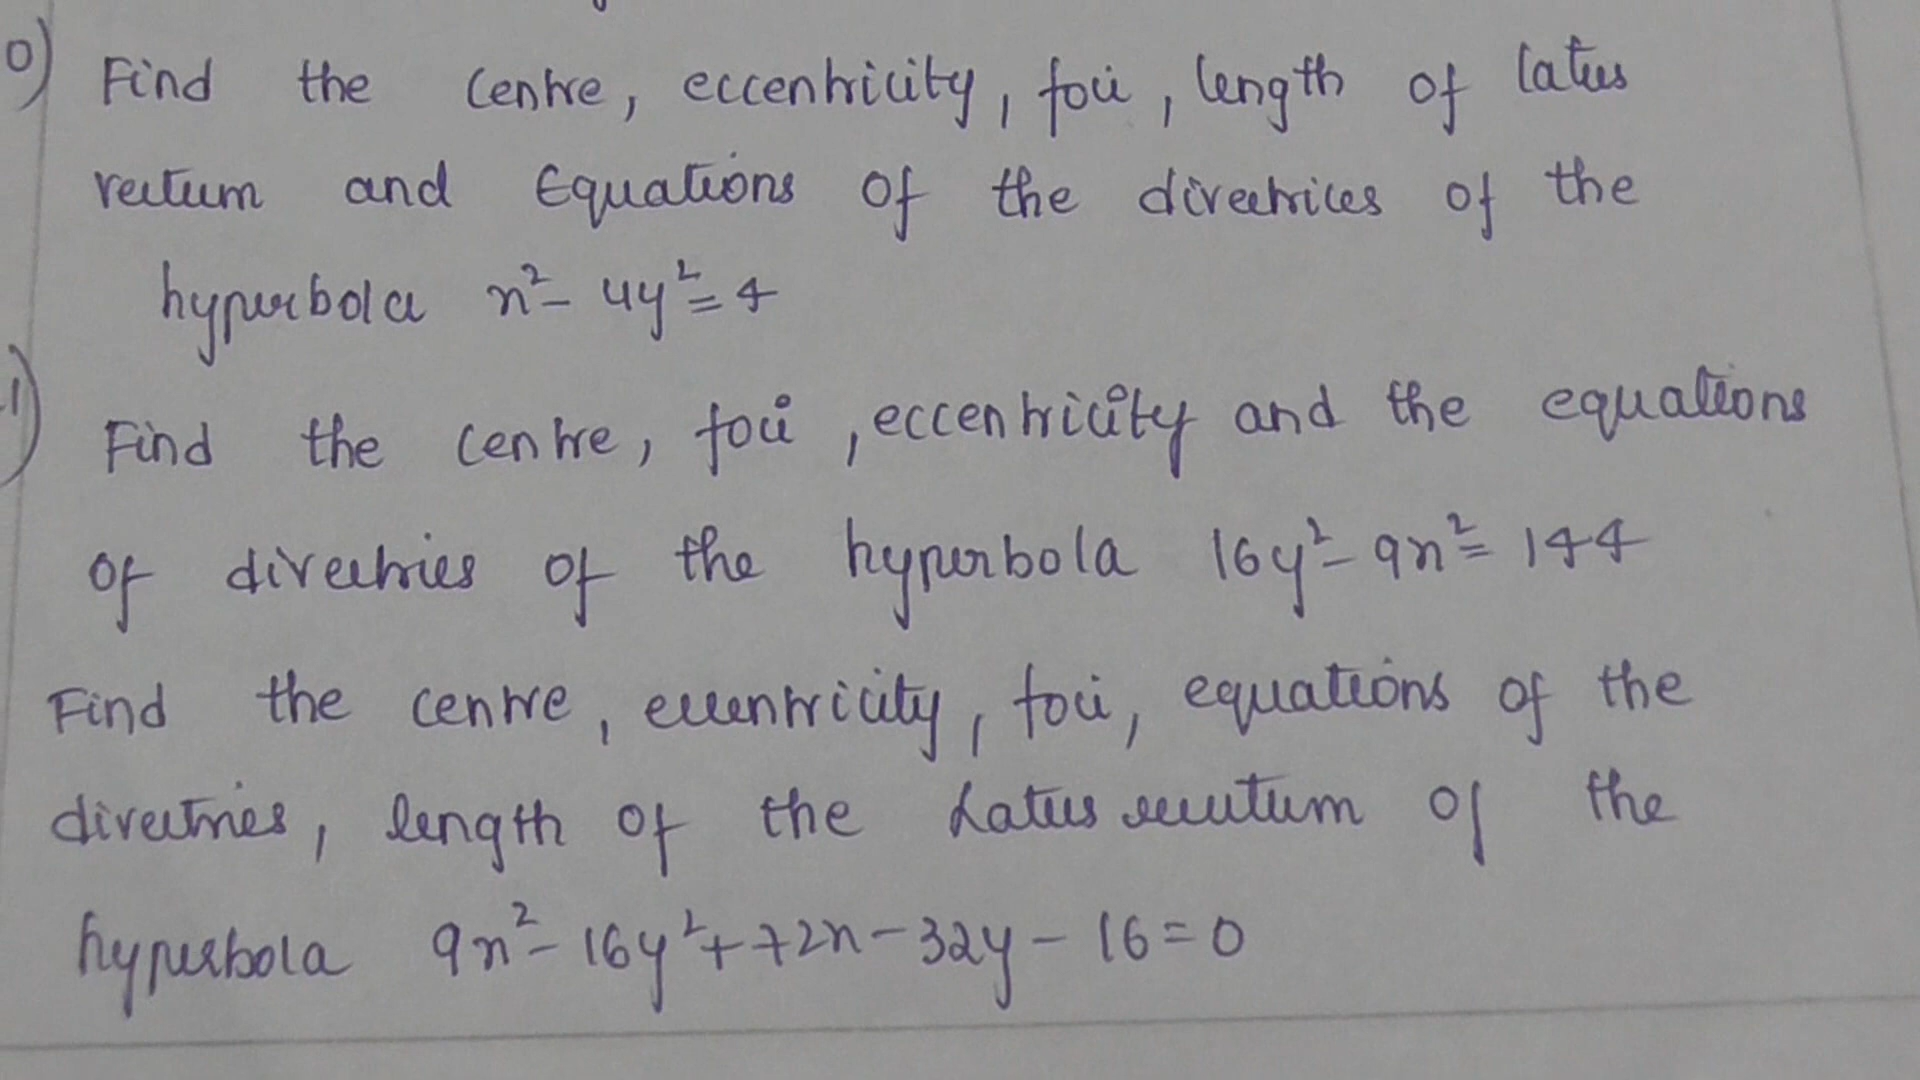 0) Find the centre, eccentricity, foci, length of latus
rectum and Equations of the directrices of the
hyperbola x²- 4y²= 4
1) Find the centre, foci, eccentricity and the equations
of directries of the hyperbola 16y²- 9x²= 144
Find the centre, eccentricity, foci, equations of the
directries, length of the Latus rectum of the
hyperbola 9x²- 16y²+72x-32y-16=0